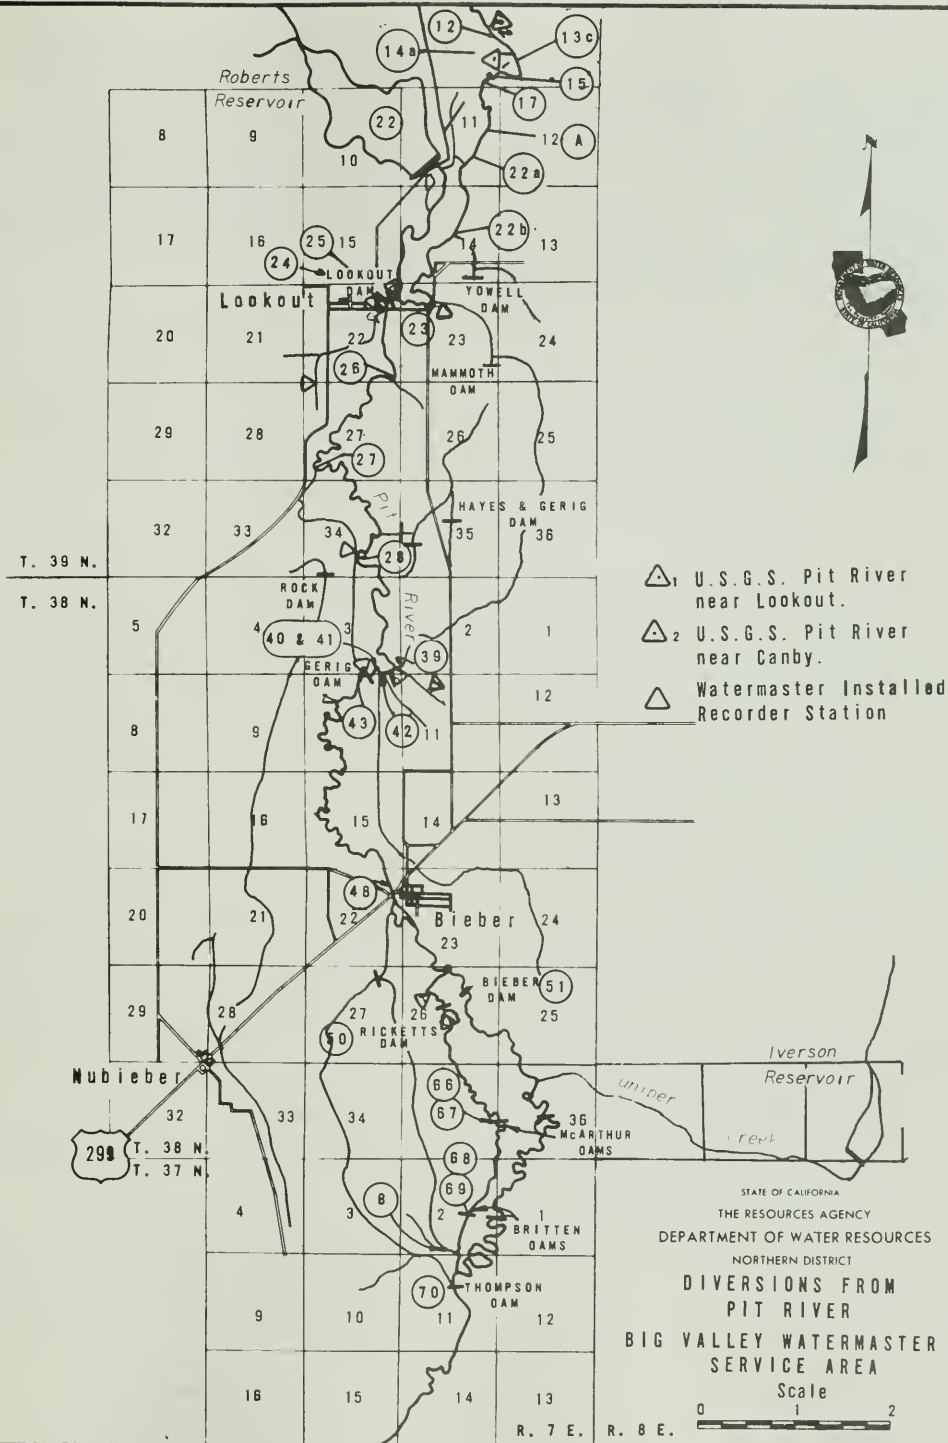 12
13c
14a
15
17
Roberts
Reservoir
22
8
9
10
11
12
A
22a
22b
17
16
25
15
14
13
24
LOOKOUT
DAM
Lookout
YOWELL
DAM
23
20
21
22
23
24
26
MAMMOTH
DAM
29
28
27
26
25
27
Pit
HAYES & GERIG
DAM
32
33
34
35
36
28
T. 39 N.
T. 38 N.
ROCK
DAM
River
5
4
40 & 41
3
2
1
39
GERIG
DAM
43
42
8
9
11
12
17
16
15
14
13
48
Bieber
20
21
22
23
24
BIEBER
DAM
51
29
28
27
26
25
50
RICKETTS
DAM
Nubieber
Iverson
Reservoir
66
67
32
33
34
36
McARTHUR
DAMS
299
T. 38 N.
T. 37 N.
68
69
8
4
3
2
1
BRITTEN
DAMS
70
THOMPSON
DAM
9
10
11
12
16
15
14
13
R. 7 E.
R. 8 E.
1 U.S.G.S. Pit River
near Lookout.
2 U.S.G.S. Pit River
near Canby.
Watermaster Installed
Recorder Station
STATE OF CALIFORNIA
THE RESOURCES AGENCY
DEPARTMENT OF WATER RESOURCES
NORTHERN DISTRICT
DIVERSIONS FROM
PIT RIVER
BIG VALLEY WATERMASTER
SERVICE AREA
Scale
0 1 2